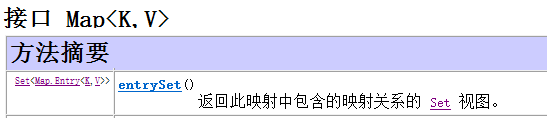 接口 Map<K,V>
方法摘要
Set<Map.Entry<K,V>> entrySet()
返回此映射中包含的映射关系的 Set 视图。